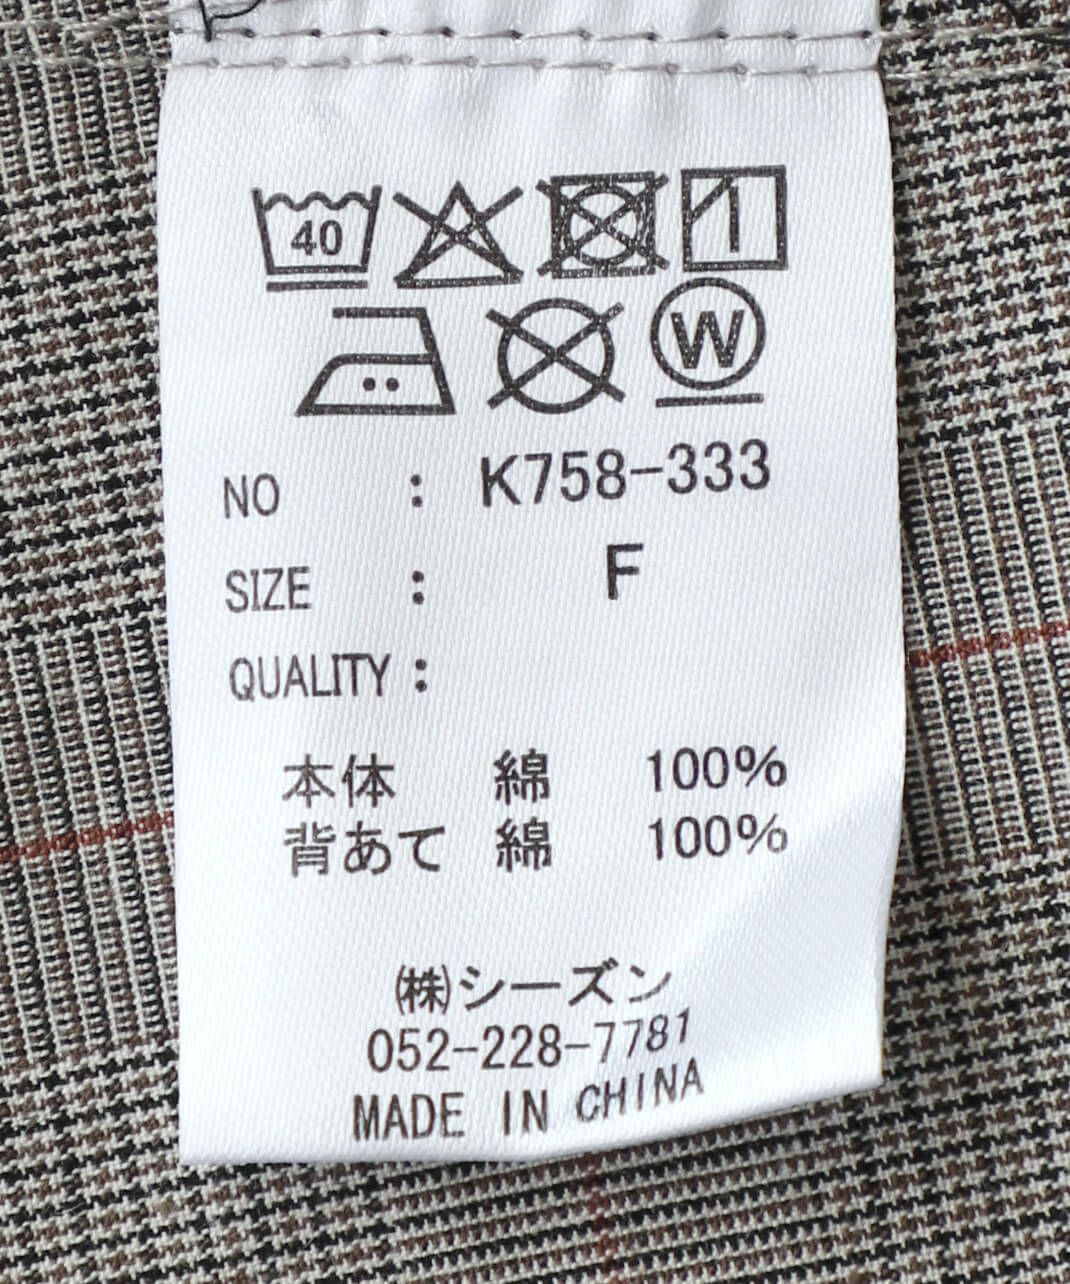 40
W
NO : K758-333
SIZE : F
QUALITY :
本体 綿 100%
背あて 綿 100%
㈱シーズン
052-228-7781
MADE IN CHINA